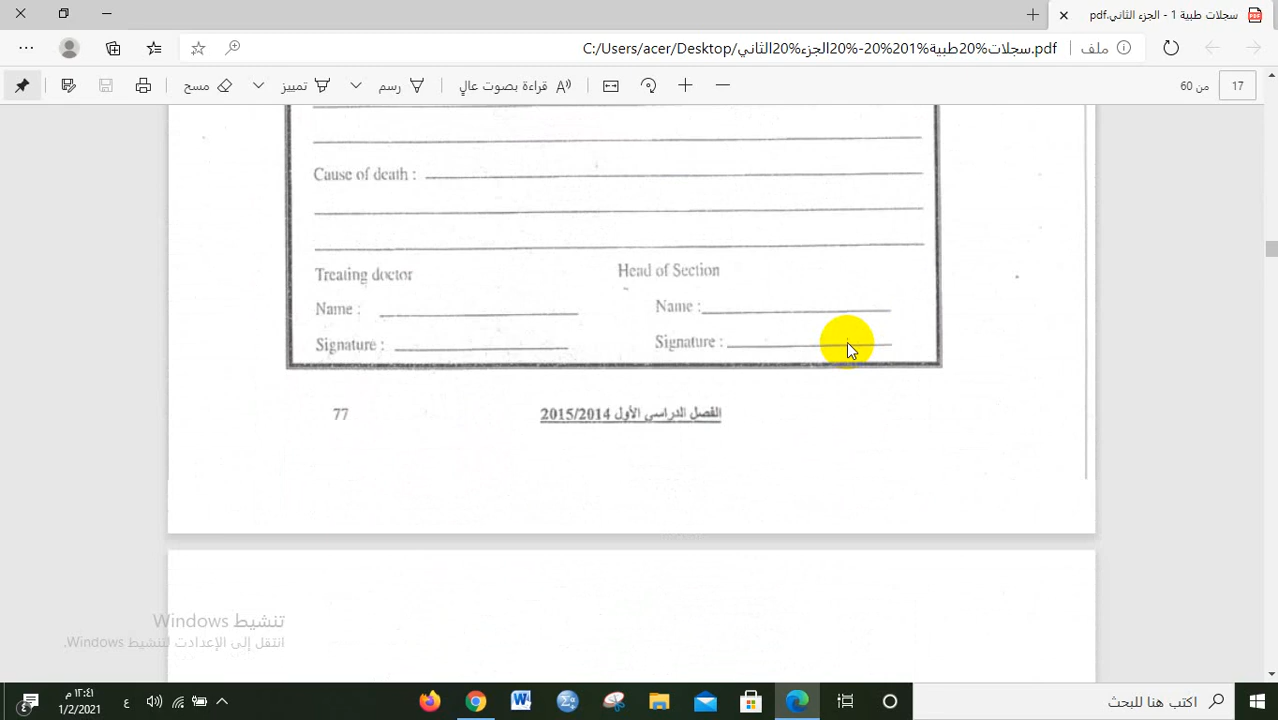 سجلات طبية 1 - الجزء الثاني.pdf
ملف
C:/Users/acer/Desktop/سجلات%20طبية%201%20-%20الجزء%20الثاني.pdf
17
من 60
قراءة بصوت عالٍ
رسم
تمييز
مسح
Cause of death :
Treating doctor
Head of Section
Name :
Name :
Signature :
Signature :
77
الفصل الدراسي الأول 2015/2014
تنشيط Windows
انتقل إلى الإعدادات لتنشيط Windows.
اكتب هنا للبحث
ع
١٢:٤١ م
1/2/2021